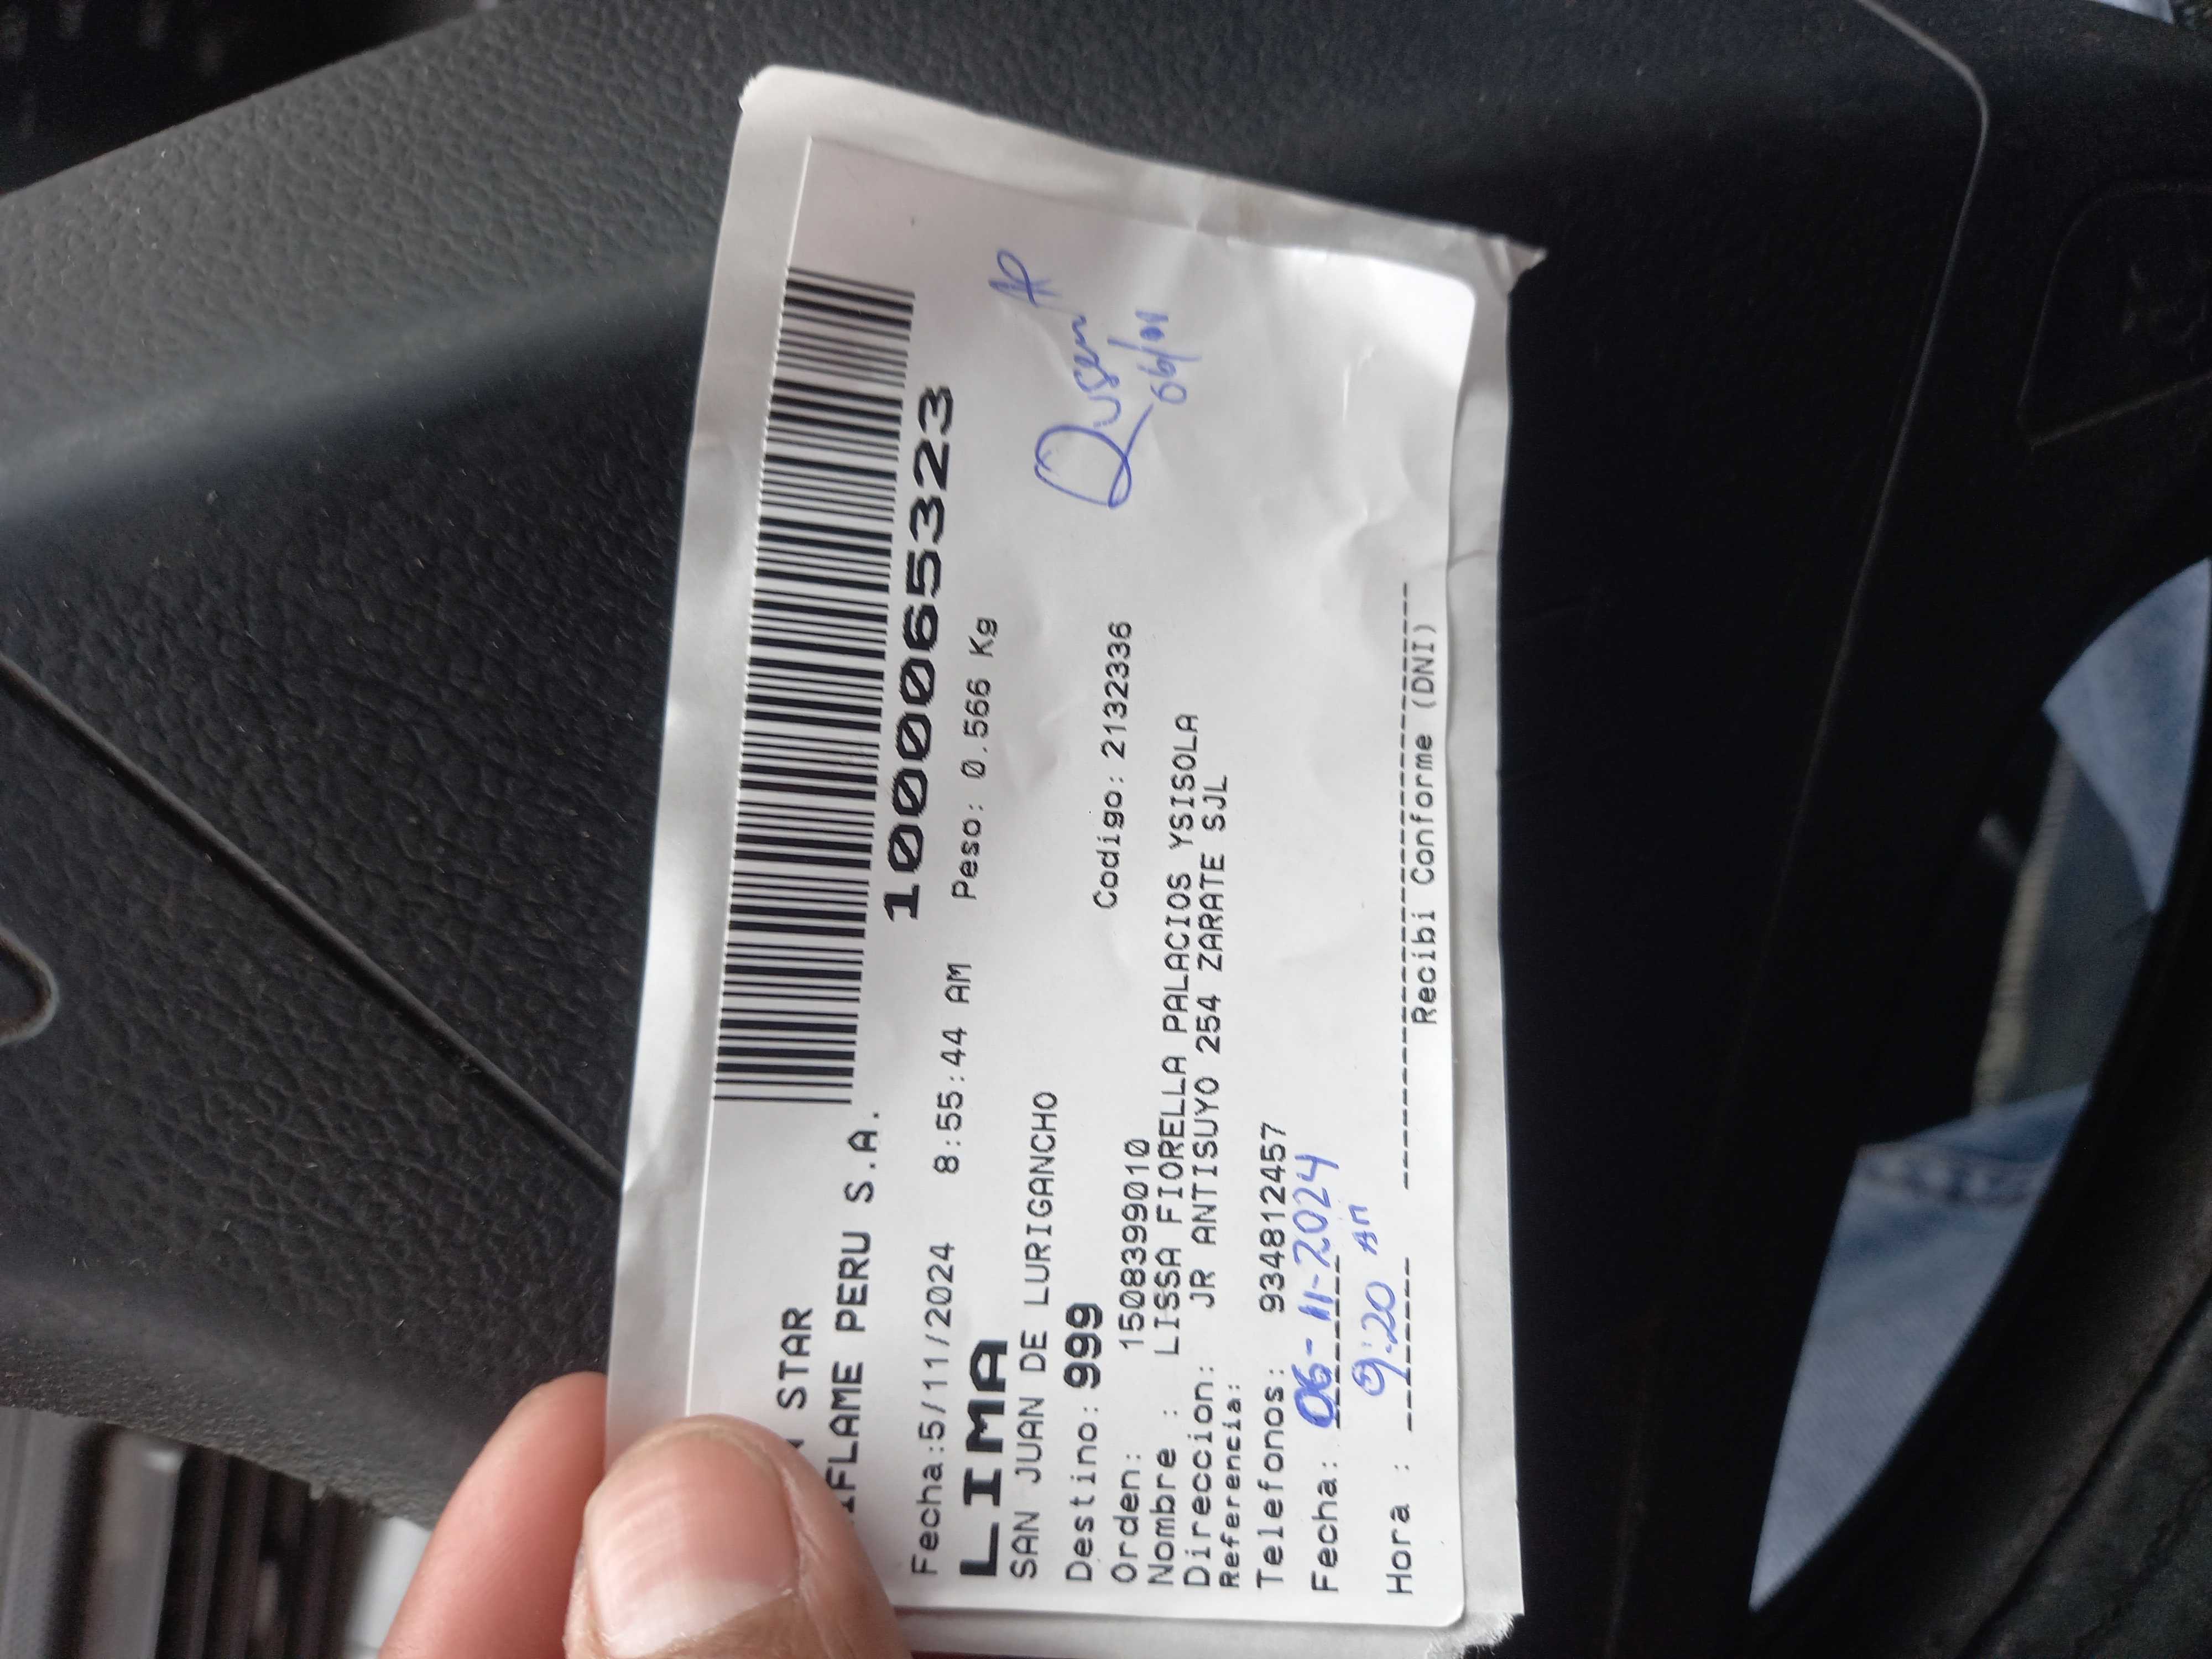 STAR
IFLAME PERU S.A.
1000065323
Fecha:5/11/2024 8:55:44 AM Peso: 0.566 Kg
LIMA
SAN JUAN DE LURIGANCHO
Destino: 999
Orden: 150839901​0 Codigo: 2132336
Nombre : LISSA FIORELLA PALACIOS YSISOLA
Direccion: JR ANTISUYO 254 ZARATE SJL
Referencia:
Telefonos: 934812457
Fecha: 06-11-2024
Hora : 9:20 AM
Recibi Conforme (DNI)